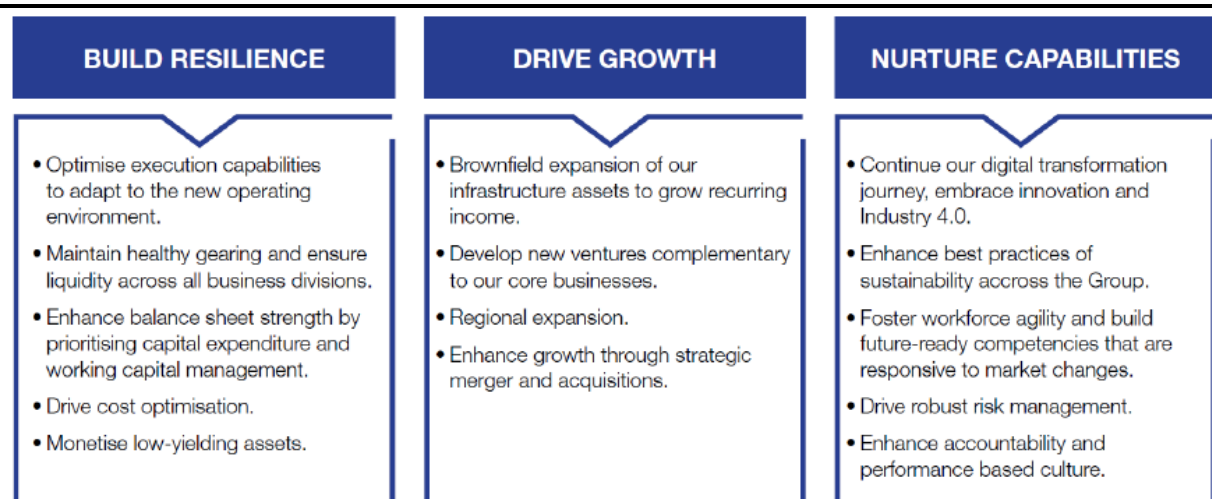 BUILD RESILIENCE
• Optimise execution capabilities
to adapt to the new operating
environment.
• Maintain healthy gearing and ensure
liquidity across all business divisions.
• Enhance balance sheet strength by
prioritising capital expenditure and
working capital management.
• Drive cost optimisation.
• Monetise low-yielding assets.
DRIVE GROWTH
• Brownfield expansion of our
infrastructure assets to grow recurring
income.
• Develop new ventures complementary
to our core businesses.
• Regional expansion.
• Enhance growth through strategic
merger and acquisitions.
NURTURE CAPABILITIES
• Continue our digital transformation
journey, embrace innovation and
Industry 4.0.
• Enhance best practices of
sustainability accross the Group.
• Foster workforce agility and build
future-ready competencies that are
responsive to market changes.
• Drive robust risk management.
• Enhance accountability and
performance based culture.